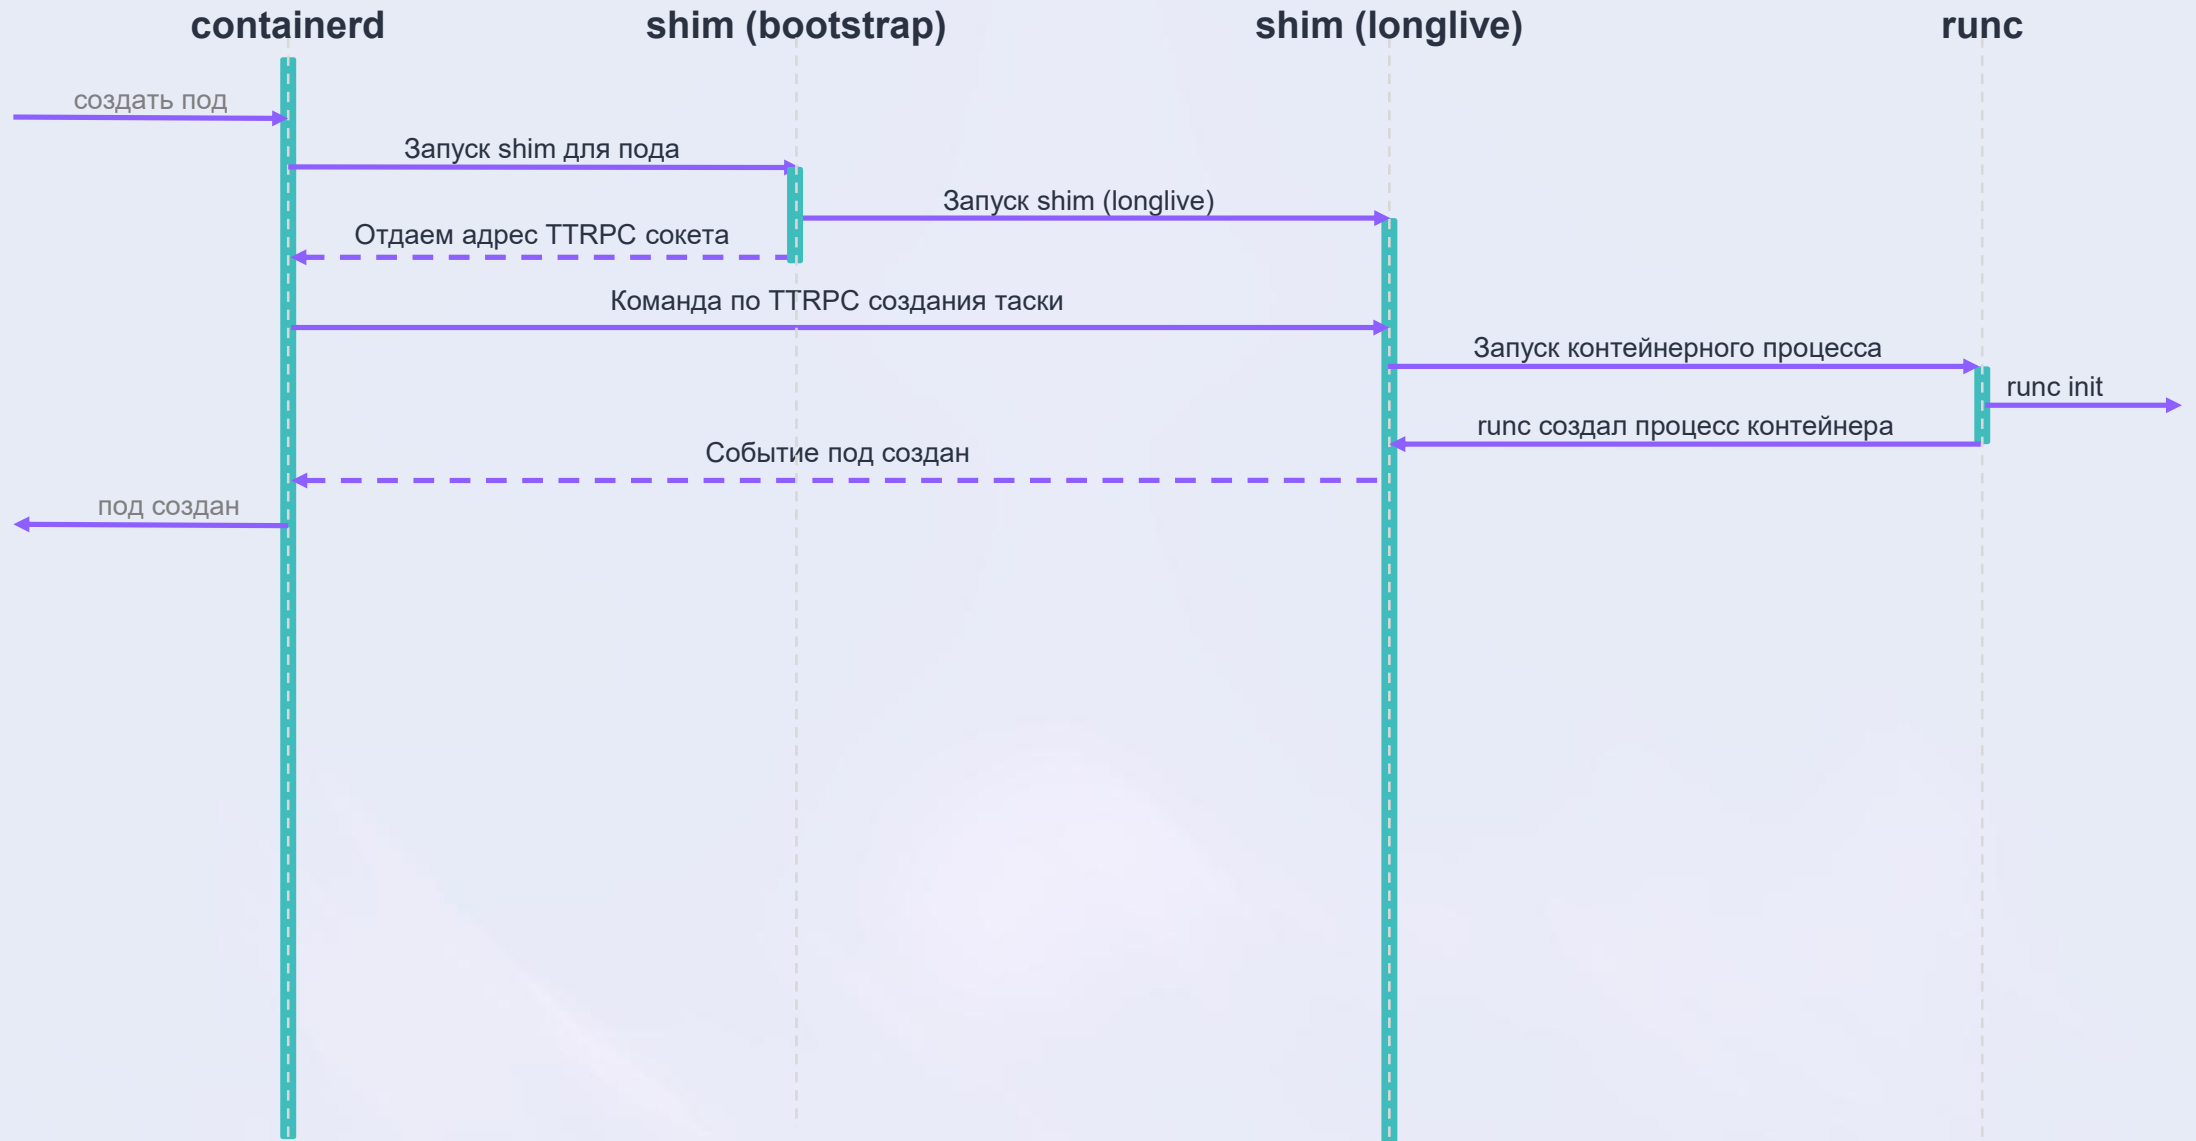 containerd
shim (bootstrap)
shim (longlive)
runc
создать под
Запуск shim для пода
Запуск shim (longlive)
Отдаем адрес TTRPC сокета
Команда по TTRPC создания таски
Запуск контейнерного процесса
runc init
runc создал процесс контейнера
Событие под создан
под создан